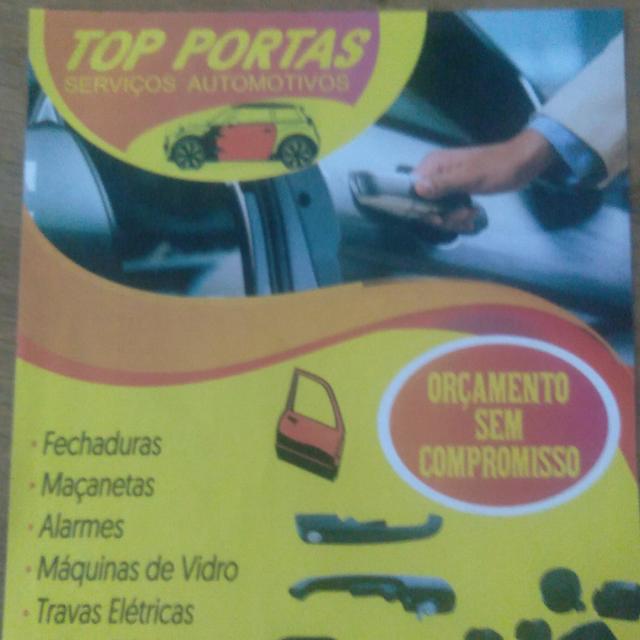 TOP PORTAS
SERVIÇOS AUTOMOTIVOS
ORÇAMENTO
SEM
COMPROMISSO
· Fechaduras
· Maçanetas
· Alarmes
· Máquinas de Vidro
· Travas Elétricas